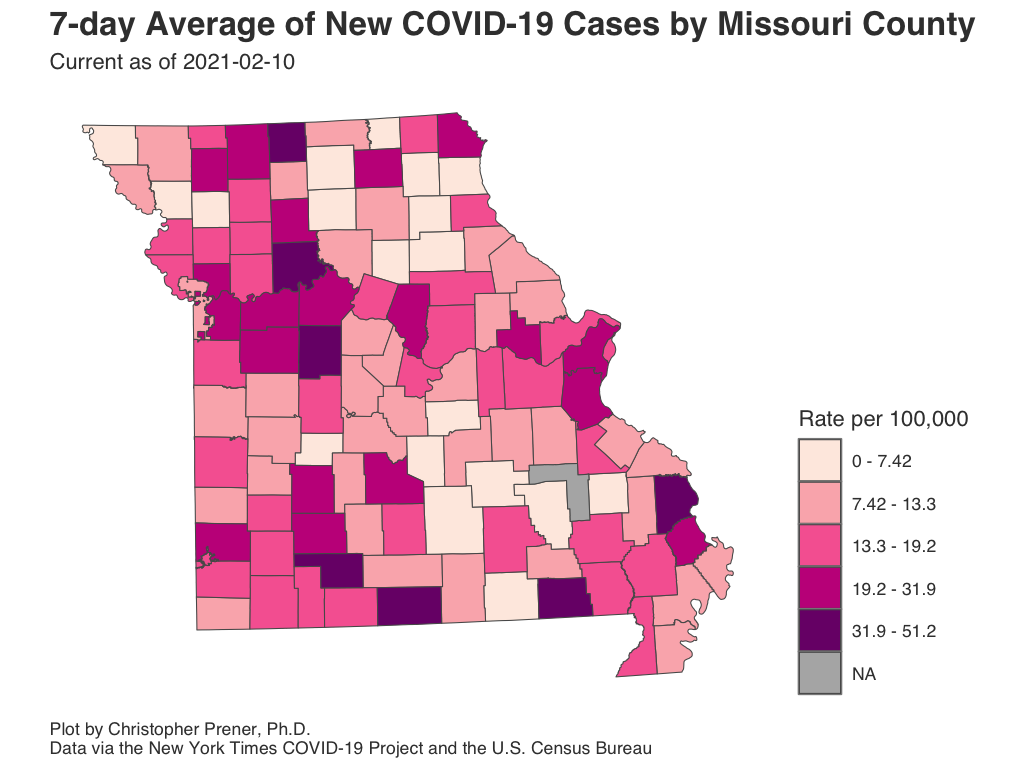 7-day Average of New COVID-19 Cases by Missouri County
Current as of 2021-02-10
Rate per 100,000
0 - 7.42
7.42 - 13.3
13.3 - 19.2
19.2 - 31.9
31.9 - 51.2
NA
Plot by Christopher Prener, Ph.D.
Data via the New York Times COVID-19 Project and the U.S. Census Bureau